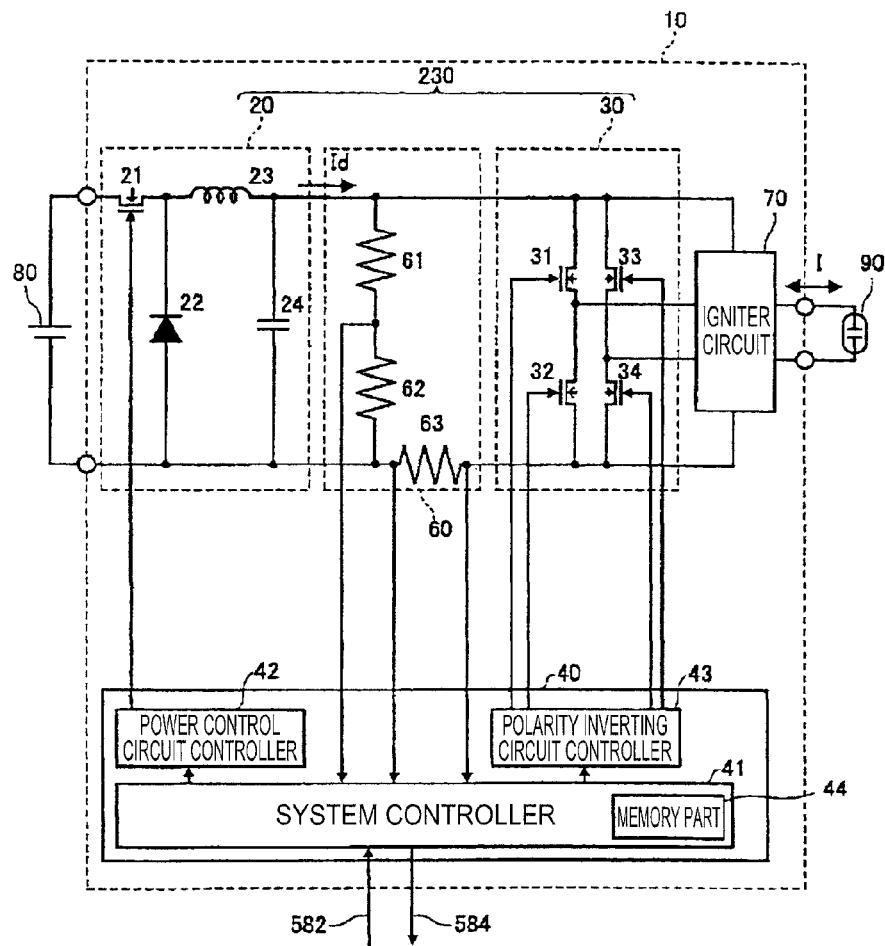 10
230
20
30
21
23
Id
70
61
31
33
I
90
80
22
24
IGNITER
CIRCUIT
62
32
34
63
60
42
40
43
POWER CONTROL
CIRCUIT CONTROLLER
POLARITY INVERTING
CIRCUIT CONTROLLER
41
44
SYSTEM CONTROLLER
MEMORY PART
582
584